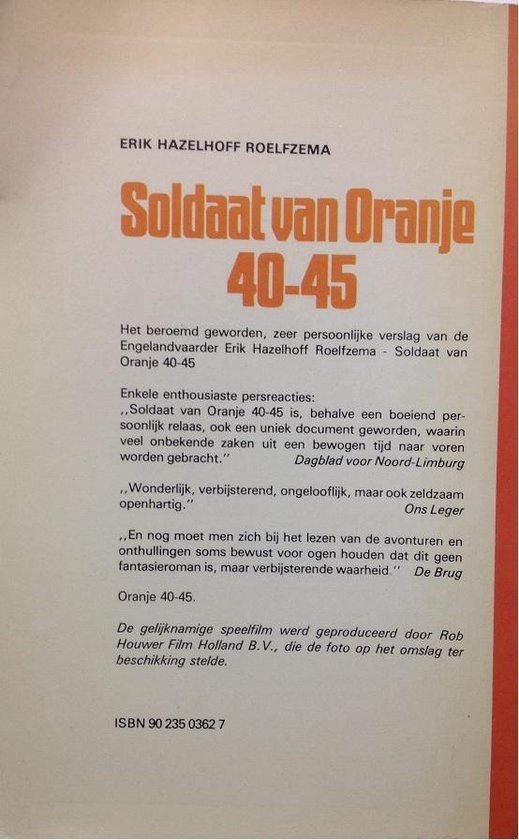 ERIK HAZELHOFF ROELFZEMA
Soldaat van Oranje
40-45
Het beroemd geworden, zeer persoonlijke verslag van de
Engelandvaarder Erik Hazelhoff Roelfzema - Soldaat van
Oranje 40-45
Enkele enthousiaste persreacties:
,,Soldaat van Oranje 40-45 is, behalve een boeiend per-
soonlijk relaas, ook een uniek document geworden, waarin
veel onbekende zaken uit een bewogen tijd naar voren
worden gebracht.'' Dagblad voor Noord-Limburg
,,Wonderlijk, verbijsterend, ongelooflijk, maar ook zeldzaam
openhartig.'' Ons Leger
,,En nog moet men zich bij het lezen van de avonturen en
onthullingen soms bewust voor ogen houden dat dit geen
fantasieroman is, maar verbijsterende waarheid.'' De Brug
Oranje 40-45.
De gelijknamige speelfilm werd geproduceerd door Rob
Houwer Film Holland B.V., die de foto op het omslag ter
beschikking stelde.
ISBN 90 235 0362 7